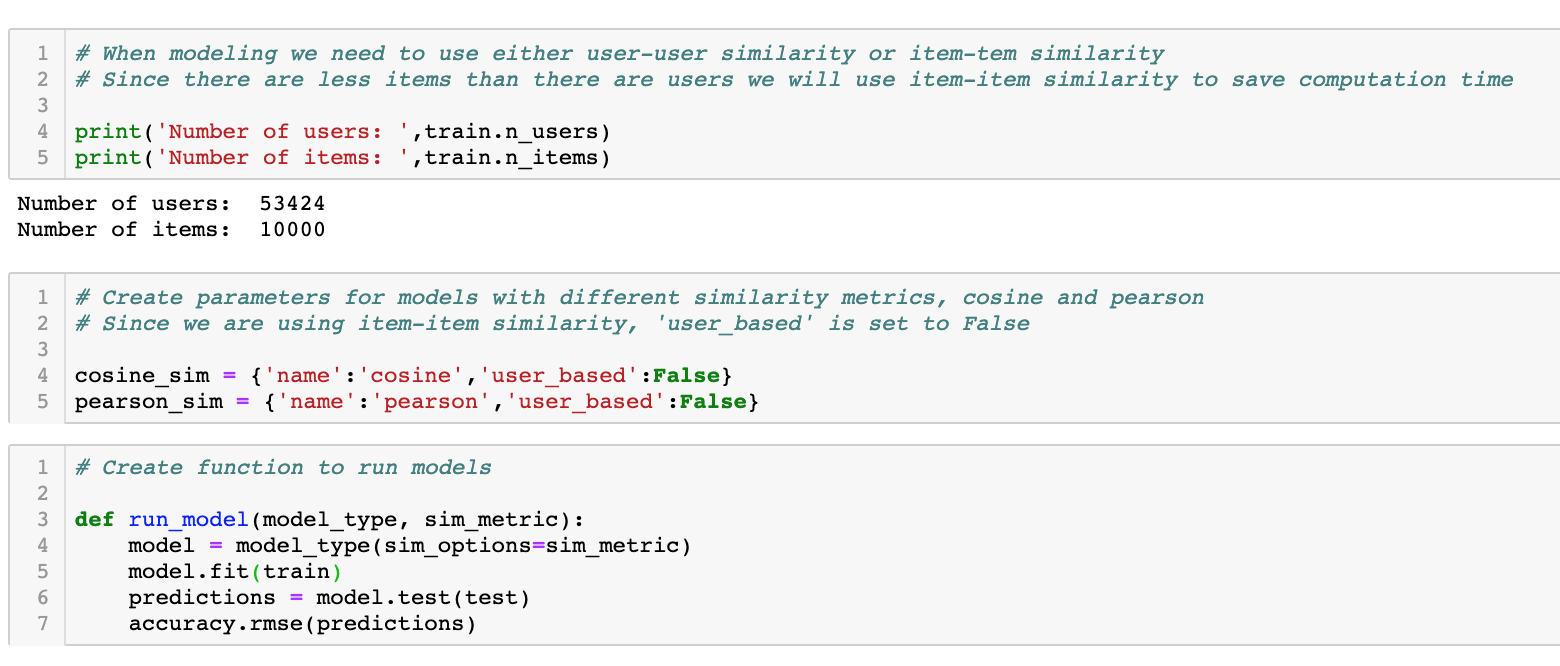 1 # When modeling we need to use either user-user similarity or item-tem similarity
2 # Since there are less items than there are users we will use item-item similarity to save computation time
3
4 print('Number of users: ',train.n_users)
5 print('Number of items: ',train.n_items)
Number of users:  53424
Number of items:  10000
1 # Create parameters for models with different similarity metrics, cosine and pearson
2 # Since we are using item-item similarity, 'user_based' is set to False
3
4 cosine_sim = {'name':'cosine','user_based':False}
5 pearson_sim = {'name':'pearson','user_based':False}
1 # Create function to run models
2
3 def run_model(model_type, sim_metric):
4     model = model_type(sim_options=sim_metric)
5     model.fit(train)
6     predictions = model.test(test)
7     accuracy.rmse(predictions)